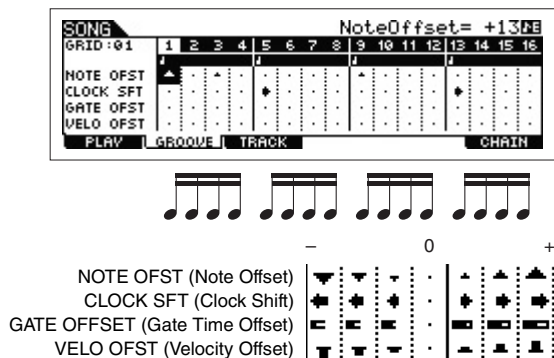 SONG NoteOffset= +13
GRID:01 1 2 3 4 5 6 7 8 9 10 11 12 13 14 15 16
NOTE OFST
CLOCK SFT
GATE OFST
VELO OFST
PLAY GROOVE TRACK CHAIN
– 0 +
NOTE OFST (Note Offset)
CLOCK SFT (Clock Shift)
GATE OFFSET (Gate Time Offset)
VELO OFST (Velocity Offset)